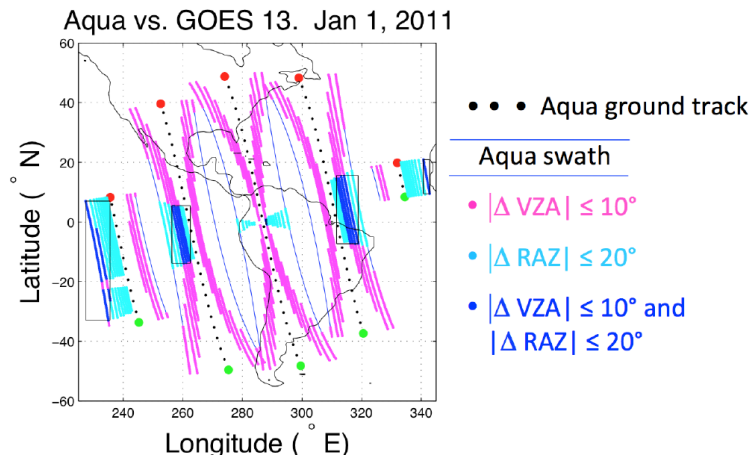 Aqua vs. GOES 13.  Jan 1, 2011
60
40
20
0
−20
−40
−60
Latitude ( ° N)
240
260
280
300
320
340
Longitude ( ° E)
Aqua ground track
Aqua swath
• |Δ VZA| ≤ 10°
• |Δ RAZ| ≤ 20°
• |Δ VZA| ≤ 10° and
|Δ RAZ| ≤ 20°